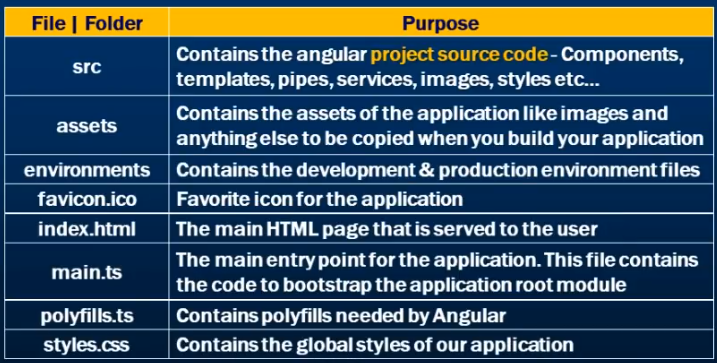 File | Folder Purpose
src Contains the angular project source code - Components,
templates, pipes, services, images, styles etc...
assets Contains the assets of the application like images and
anything else to be copied when you build your application
environments Contains the development & production environment files
favicon.ico Favorite icon for the application
index.html The main HTML page that is served to the user
main.ts The main entry point for the application. This file contains
the code to bootstrap the application root module
polyfills.ts Contains polyfills needed by Angular
styles.css Contains the global styles of our application